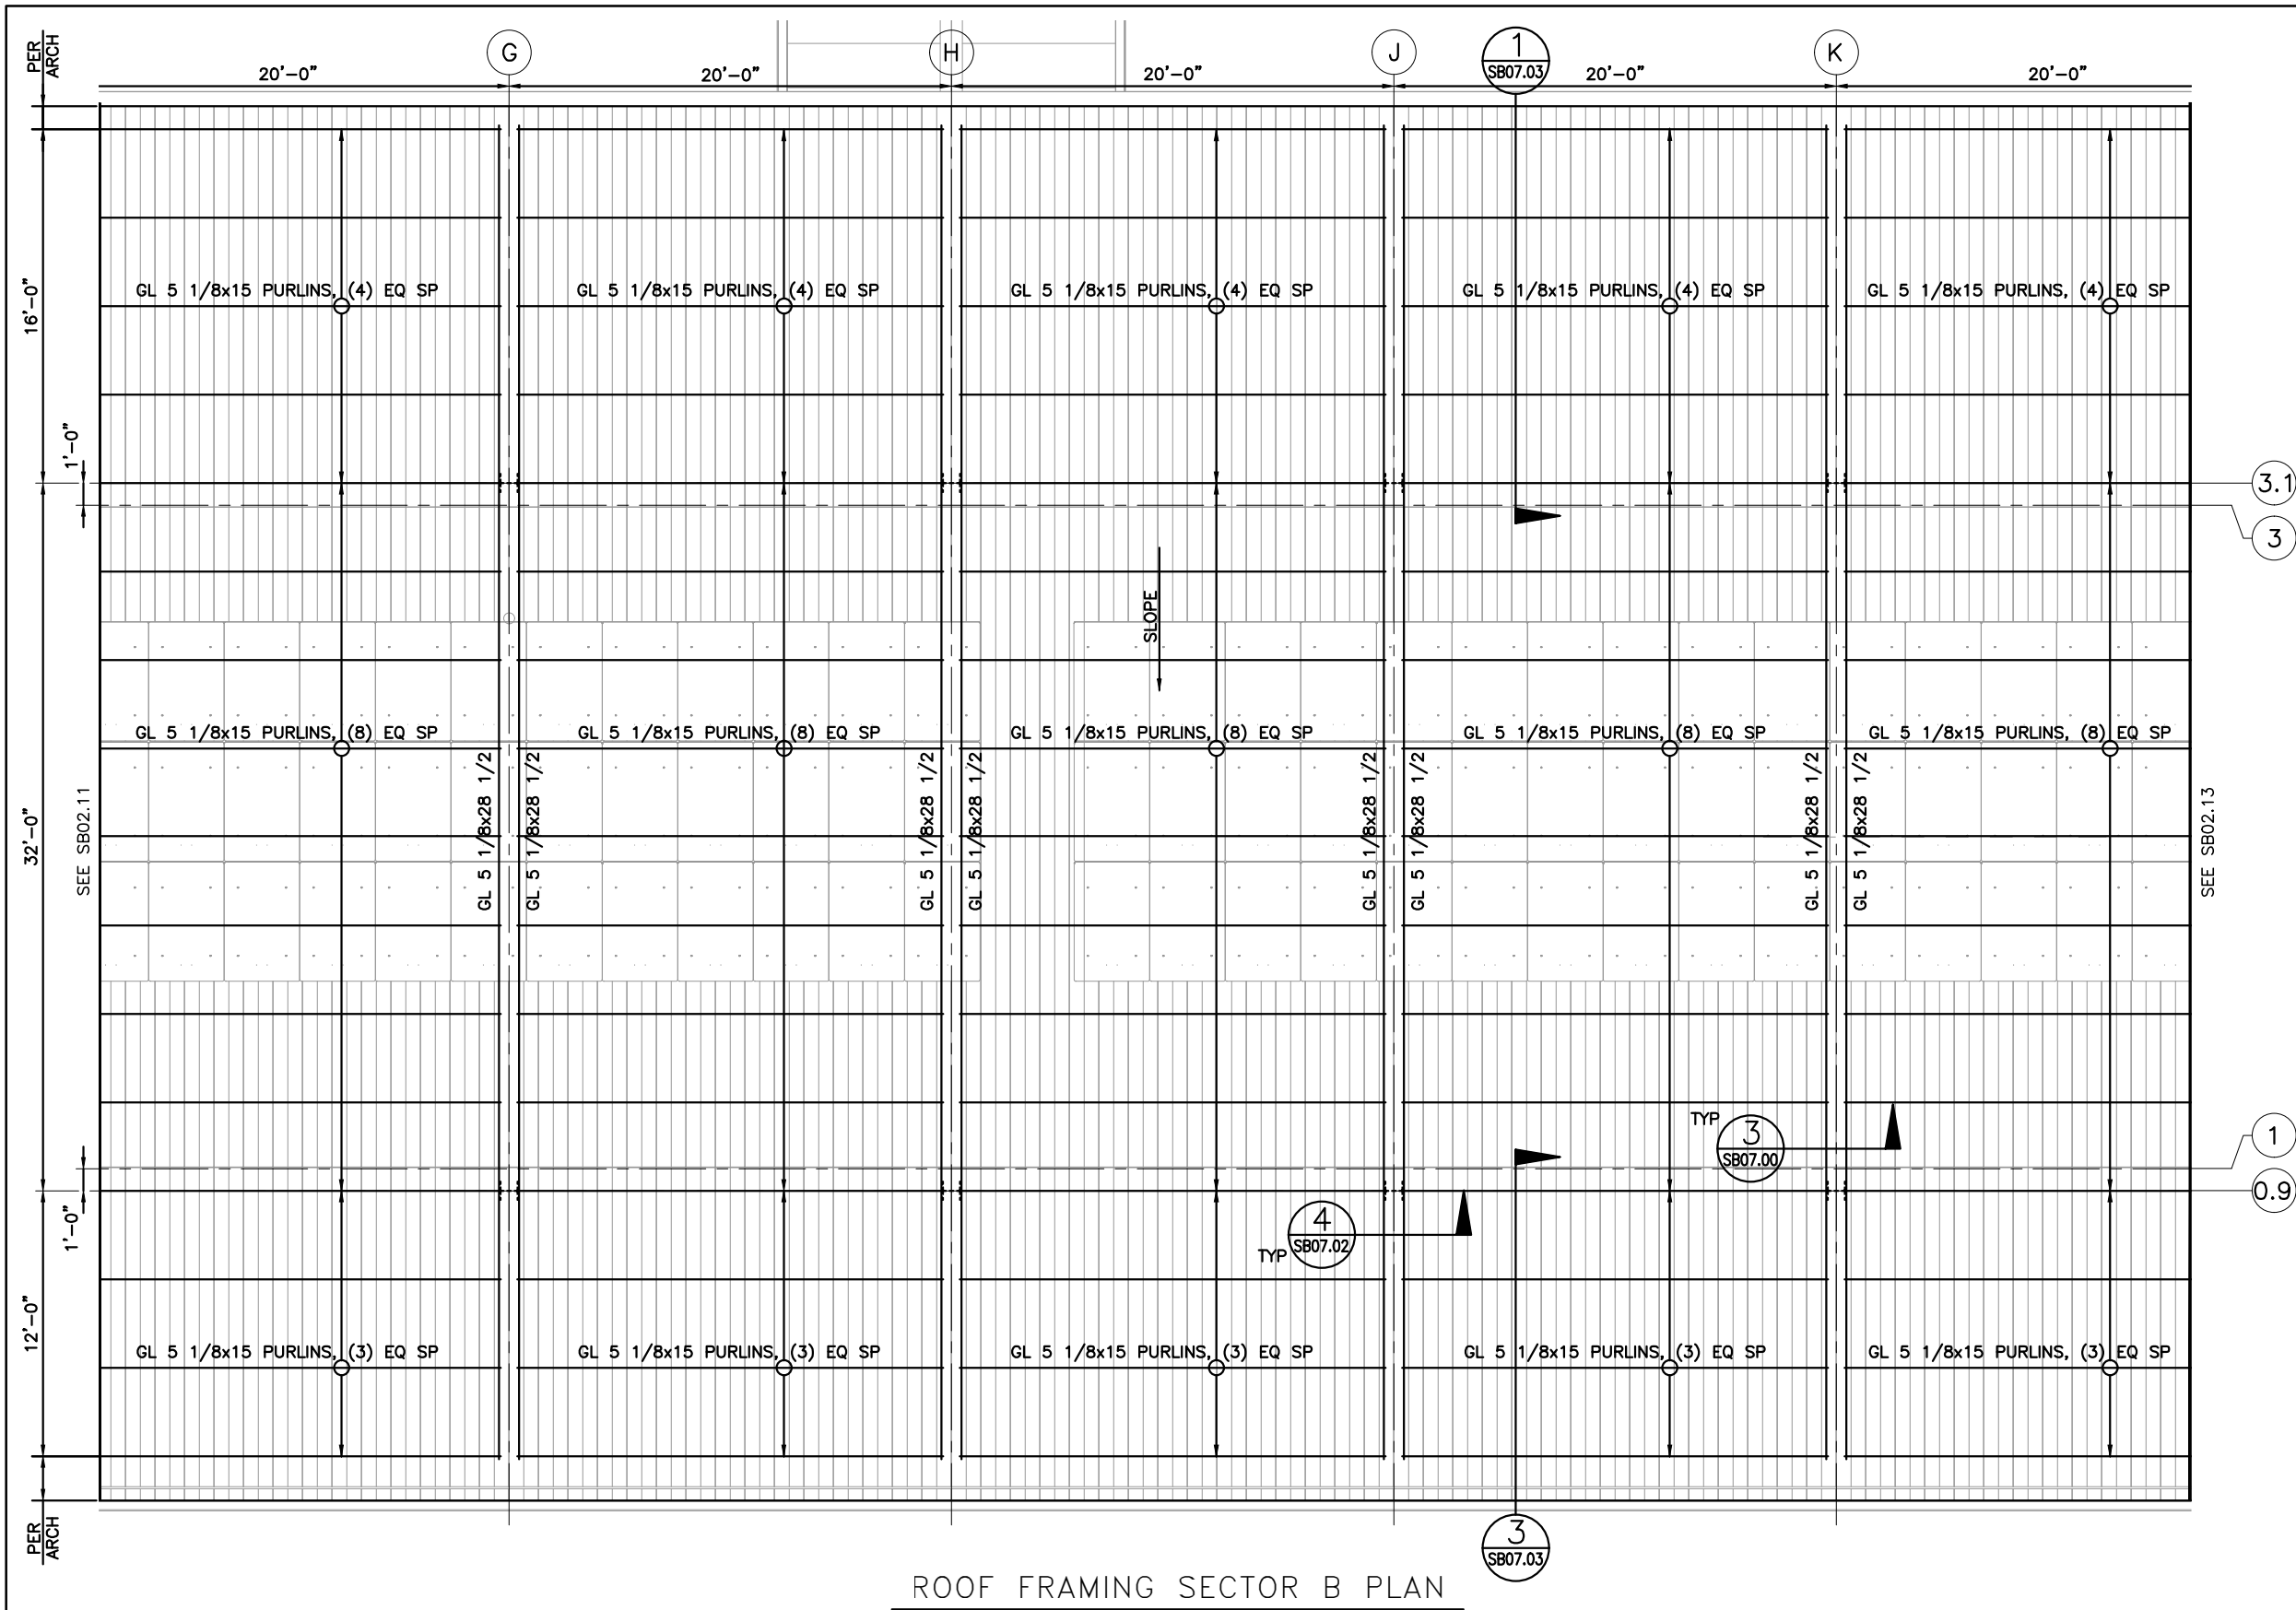 PER
ARCH
G
H
J
1
SB07.03
K
20'-0"
20'-0"
20'-0"
20'-0"
20'-0"
16'-0"
GL 5 1/8x15 PURLINS, (4) EQ SP
GL 5 1/8x15 PURLINS, (4) EQ SP
GL 5 1/8x15 PURLINS, (4) EQ SP
GL 5 1/8x15 PURLINS, (4) EQ SP
GL 5 1/8x15 PURLINS, (4) EQ SP
1'-0"
3.1
3
SLOPE
GL 5 1/8x15 PURLINS, (8) EQ SP
GL 5 1/8x15 PURLINS, (8) EQ SP
GL 5 1/8x15 PURLINS, (8) EQ SP
GL 5 1/8x15 PURLINS, (8) EQ SP
GL 5 1/8x15 PURLINS, (8) EQ SP
32'-0"
SEE SB02.11
GL 5 1/8x28 1/2
GL 5 1/8x28 1/2
GL 5 1/8x28 1/2
GL 5 1/8x28 1/2
GL 5 1/8x28 1/2
GL 5 1/8x28 1/2
GL 5 1/8x28 1/2
GL 5 1/8x28 1/2
SEE SB02.13
TYP
3
SB07.00
1
0.9
1'-0"
4
SB07.02
TYP
12'-0"
GL 5 1/8x15 PURLINS, (3) EQ SP
GL 5 1/8x15 PURLINS, (3) EQ SP
GL 5 1/8x15 PURLINS, (3) EQ SP
GL 5 1/8x15 PURLINS, (3) EQ SP
GL 5 1/8x15 PURLINS, (3) EQ SP
PER
ARCH
3
SB07.03
ROOF FRAMING SECTOR B PLAN